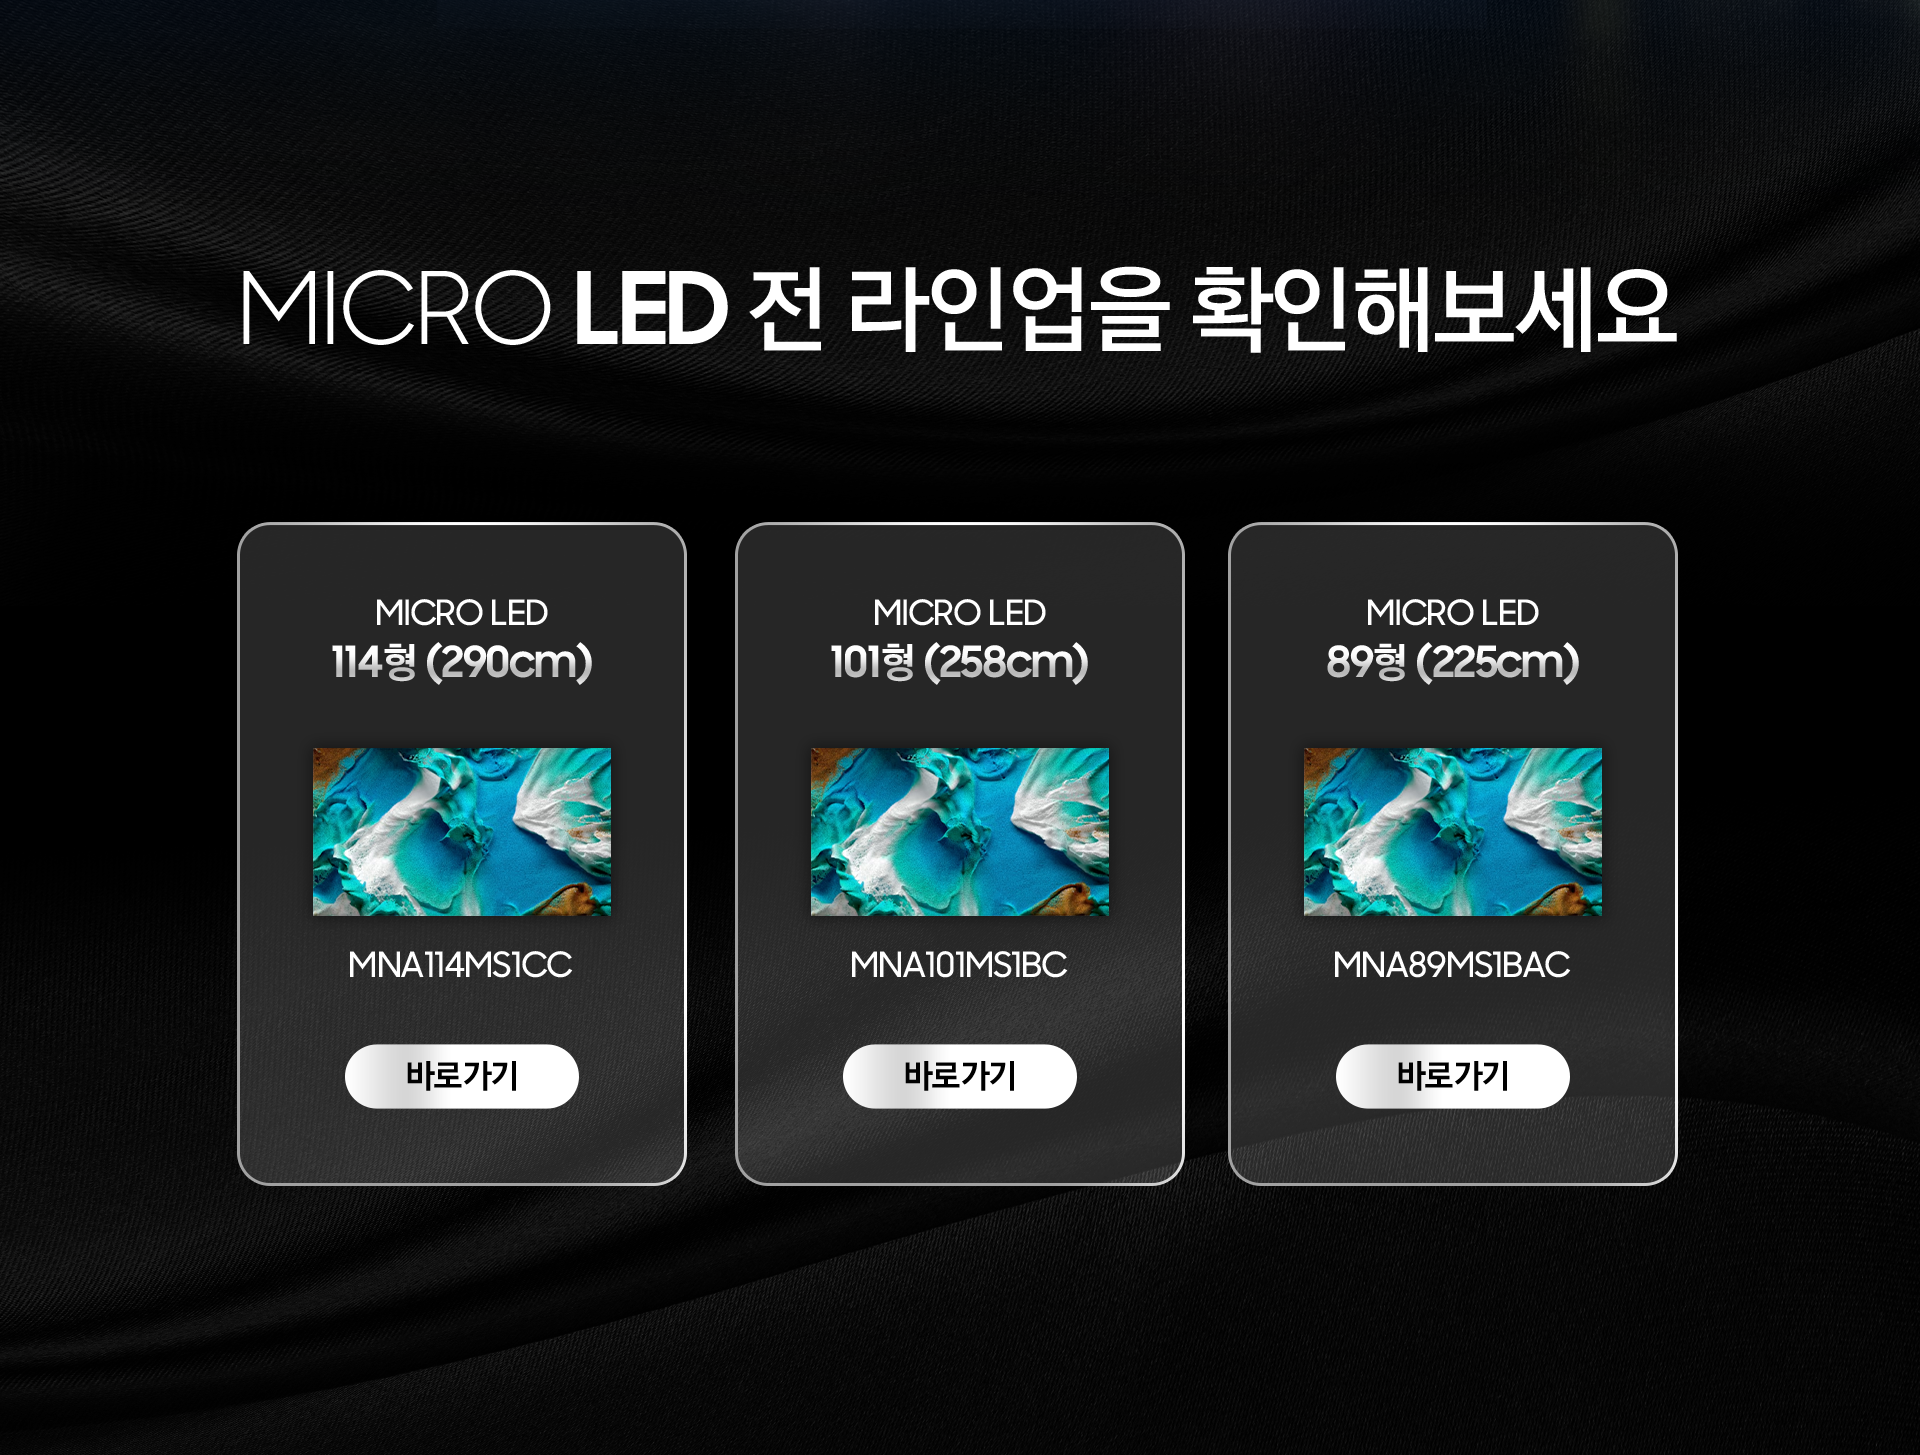 MICRO LED 전 라인업을 확인해보세요
MICRO LED
114형 (290cm)
MNA114MS1CC
바로가기
MICRO LED
101형 (258cm)
MNA101MS1BC
바로가기
MICRO LED
89형 (225cm)
MNA89MS1BAC
바로가기